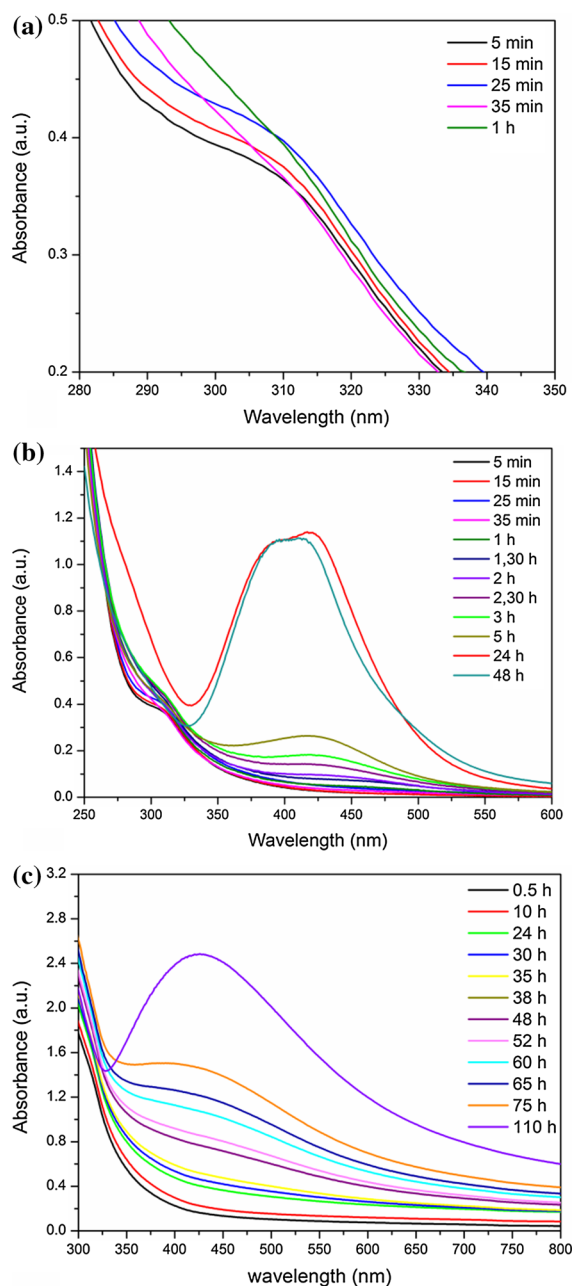 (a)
0.5
0.4
0.3
0.2
280 290 300 310 320 330 340 350
Absorbance (a.u.)
Wavelength (nm)
5 min
15 min
25 min
35 min
1 h
(b)
1.4
1.2
1.0
0.8
0.6
0.4
0.2
0.0
250 300 350 400 450 500 550 600
Absorbance (a.u.)
Wavelength (nm)
5 min
15 min
25 min
35 min
1 h
1,30 h
2 h
2,30 h
3 h
5 h
24 h
48 h
(c)
3.2
2.8
2.4
2.0
1.6
1.2
0.8
0.4
0.0
300 350 400 450 500 550 600 650 700 750 800
Absorbance (a.u.)
wavelength (nm)
0.5 h
10 h
24 h
30 h
35 h
38 h
48 h
52 h
60 h
65 h
75 h
110 h